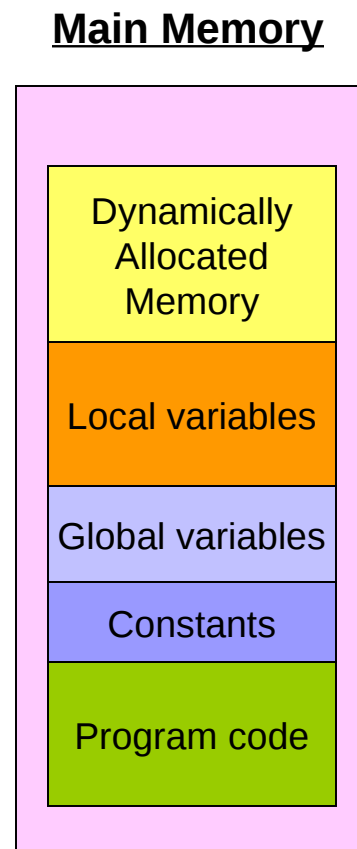 Main Memory
Dynamically
Allocated
Memory
Local variables
Global variables
Constants
Program code